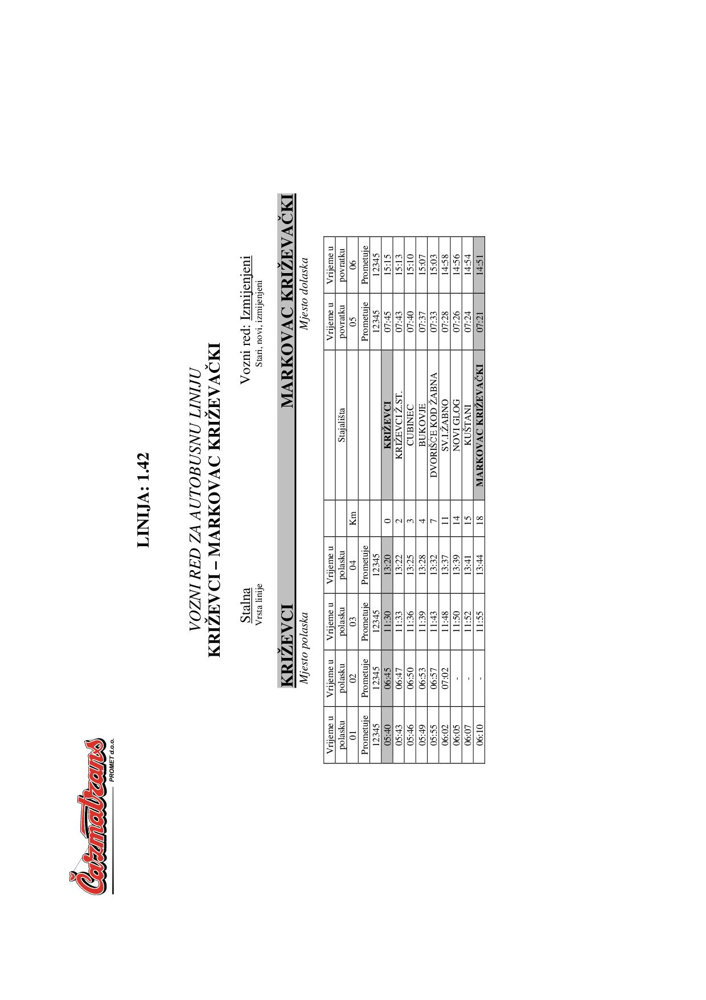 Čazmatrans
PROMET d.o.o.
LINIJA: 1.42
VOZNI RED ZA AUTOBUSNU LINIJU
KRIŽEVCI – MARKOVAC KRIŽEVAČKI
Stalna Vozni red: Izmijenjeni
Vrsta linije Stari, novi, izmijenjeni
KRIŽEVCI MARKOVAC KRIŽEVAČKI
Mjesto polaska Mjesto dolaska
Vrijeme u Vrijeme u Vrijeme u Vrijeme u Vrijeme u Vrijeme u
polasku polasku polasku polasku Stajališta povratku povratku
01 02 03 04 Km 05 06
Prometuje Prometuje Prometuje Prometuje Prometuje Prometuje
12345 12345 12345 12345 12345 12345
05:40 06:45 11:30 13:20 0 KRIŽEVCI 07:45 15:15
05:43 06:47 11:33 13:22 2 KRIŽEVCI Ž.ST. 07:43 15:13
05:46 06:50 11:36 13:25 3 CUBINEC 07:40 15:10
05:49 06:53 11:39 13:28 4 BUKOVJE 07:37 15:07
05:55 06:57 11:43 13:32 7 DVORIŠĆE KOD ŽABNA 07:33 15:03
06:02 07:02 11:48 13:37 11 SV.I.ŽABNO 07:28 14:58
06:05 - 11:50 13:39 14 NOVI GLOG 07:26 14:56
06:07 - 11:52 13:41 15 KUŠTANI 07:24 14:54
06:10 - 11:55 13:44 18 MARKOVAC KRIŽEVAČKI 07:21 14:51